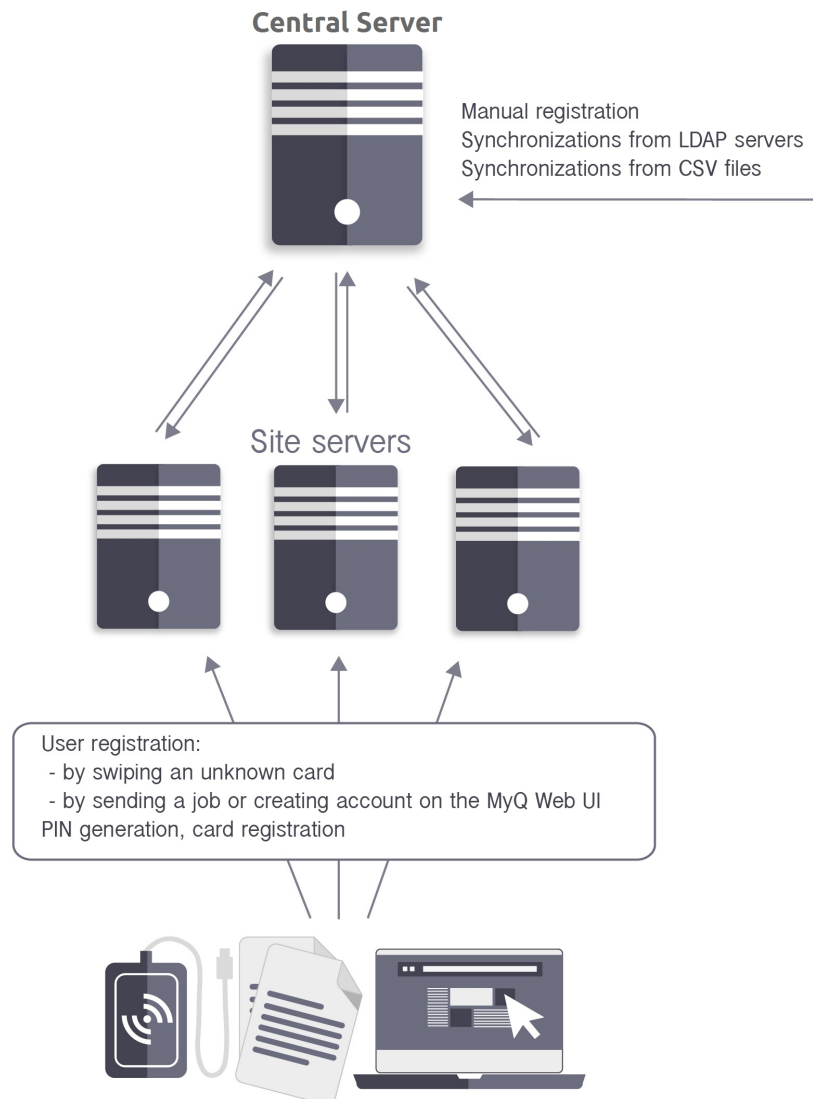 Central Server
Manual registration
Synchronizations from LDAP servers
Synchronizations from CSV files
Site servers
User registration:
- by swiping an unknown card
- by sending a job or creating account on the MyQ Web UI
PIN generation, card registration